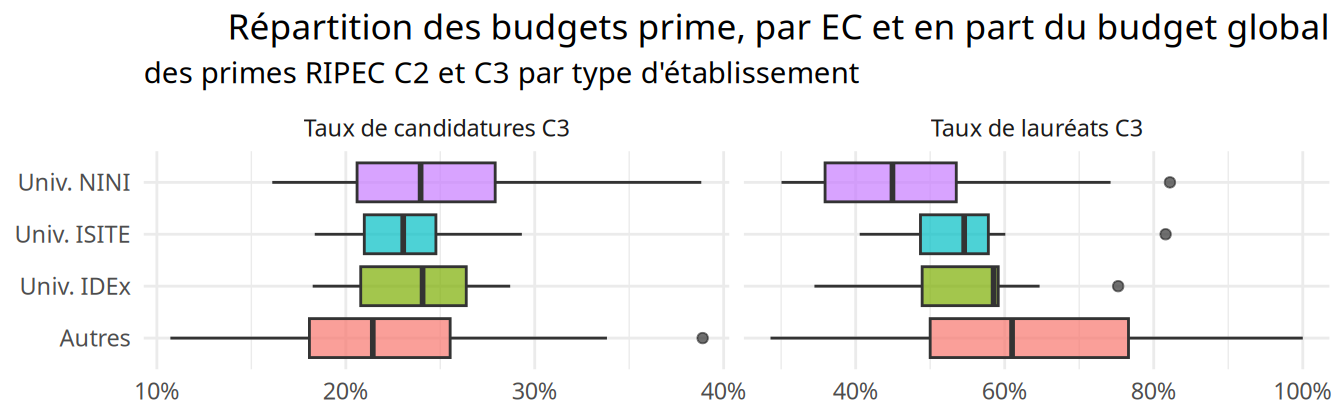 Répartition des budgets prime, par EC et en part du budget global
des primes RIPEC C2 et C3 par type d'établissement
Taux de candidatures C3
Taux de lauréats C3
Univ. NINI
Univ. ISITE
Univ. IDEx
Autres
10% 20% 30% 40% 40% 60% 80% 100%